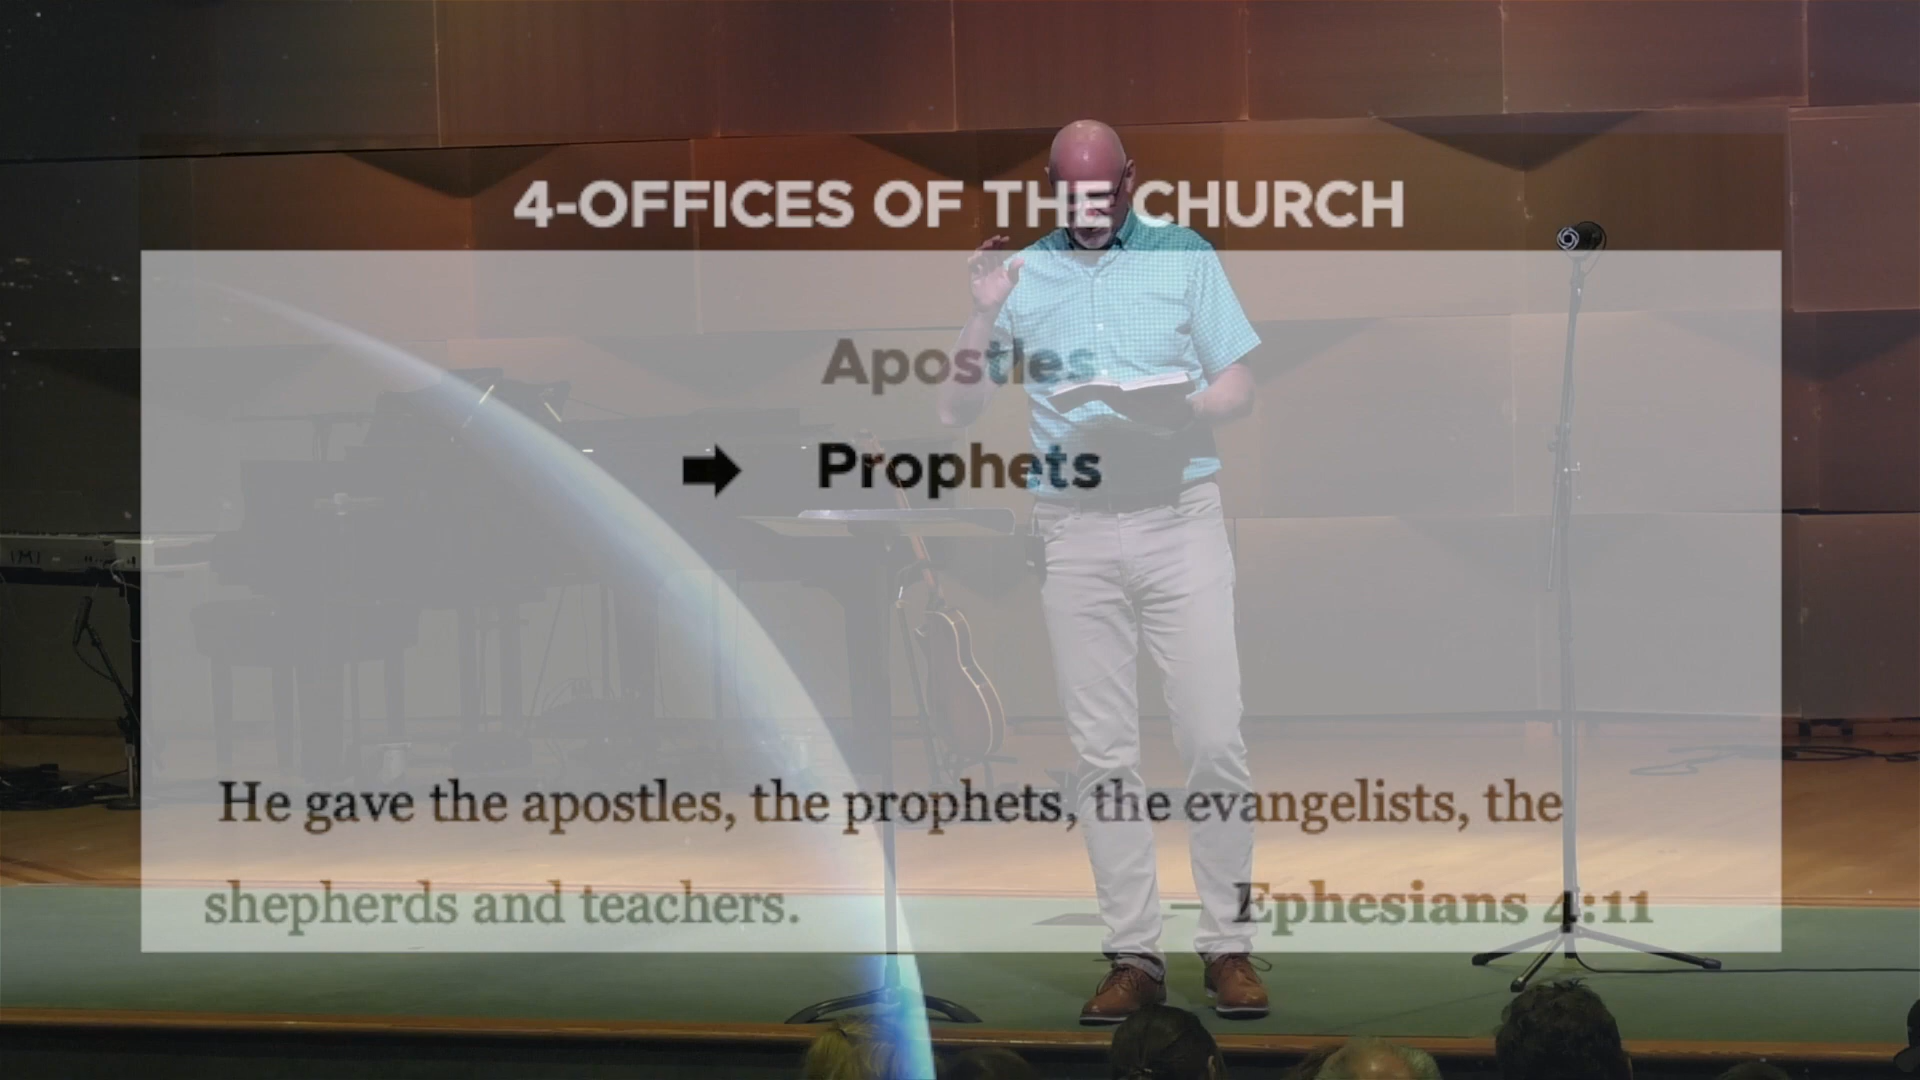 4-OFFICES OF THE CHURCH
Apostles
Prophets
He gave the apostles, the prophets, the evangelists, the
shepherds and teachers. — Ephesians 4:11